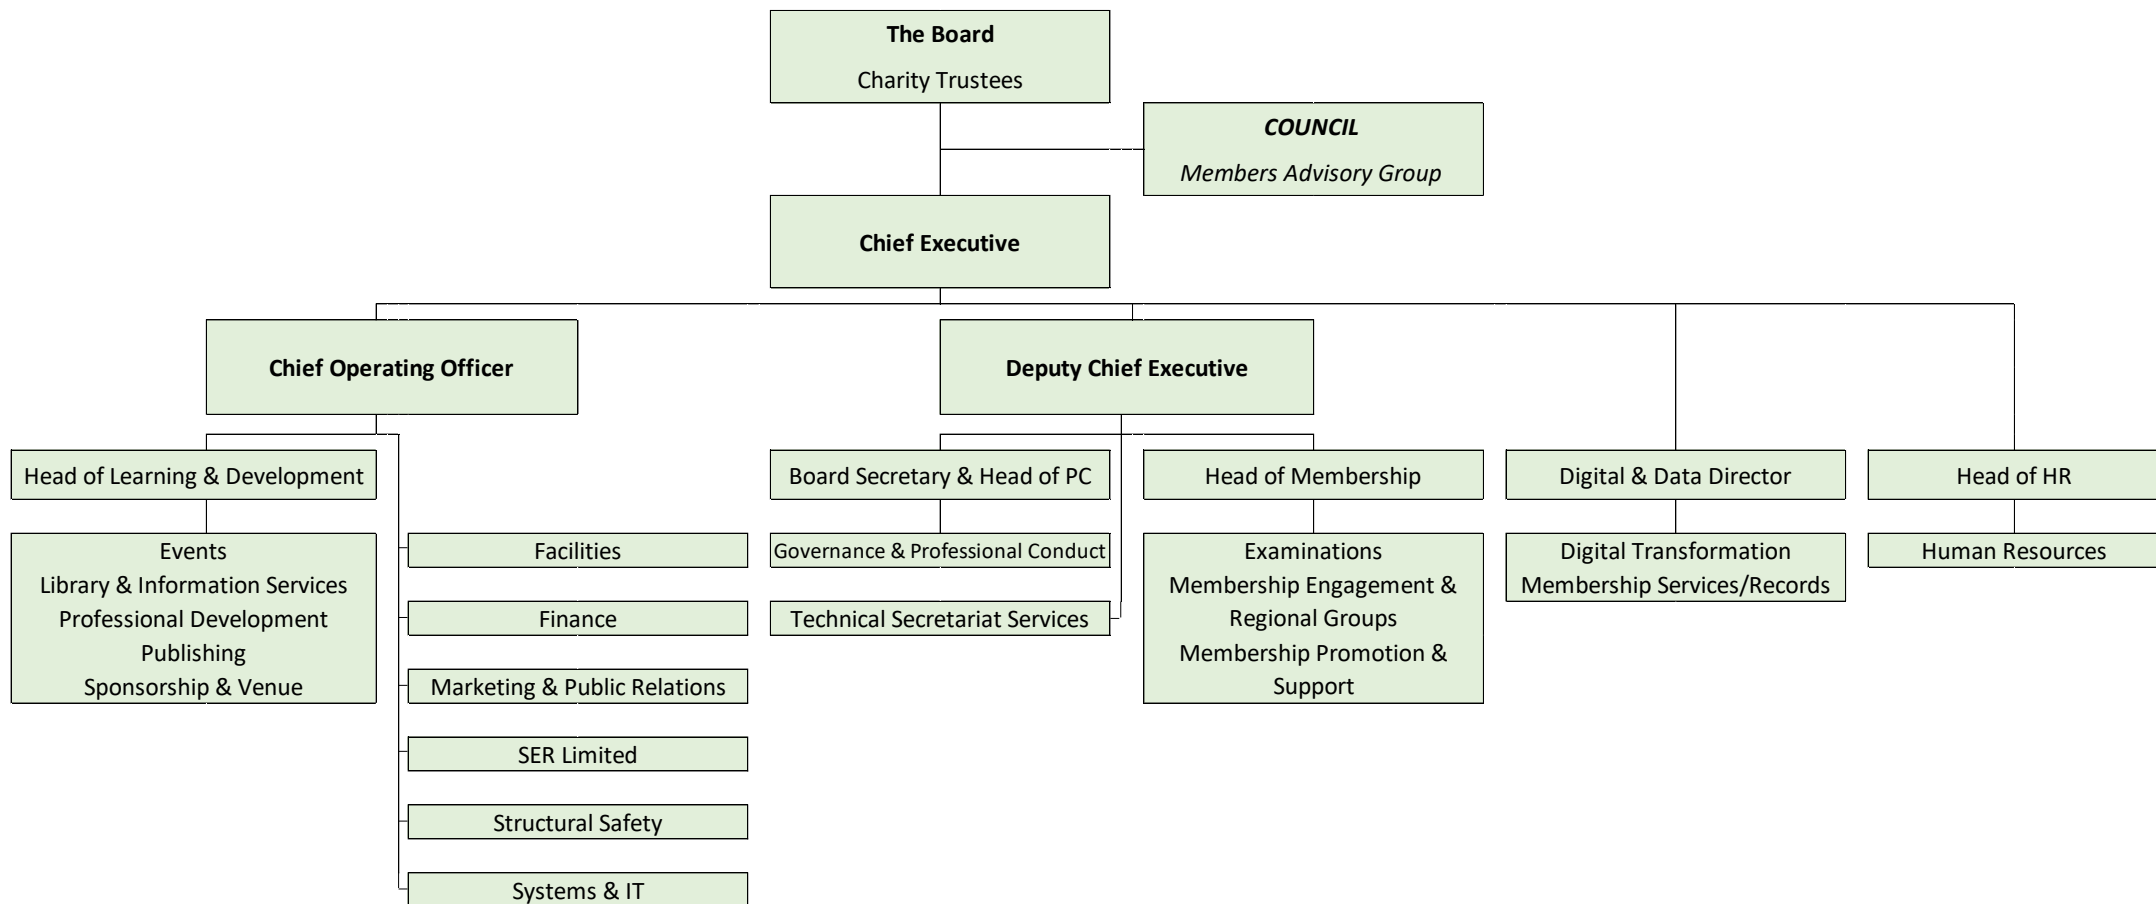 The Board
Charity Trustees
COUNCIL
Members Advisory Group
Chief Executive
Chief Operating Officer
Deputy Chief Executive
Head of Learning & Development
Board Secretary & Head of PC
Head of Membership
Digital & Data Director
Head of HR
Events
Library & Information Services
Professional Development
Publishing
Sponsorship & Venue
Facilities
Finance
Marketing & Public Relations
SER Limited
Structural Safety
Systems & IT
Governance & Professional Conduct
Technical Secretariat Services
Examinations
Membership Engagement &
Regional Groups
Membership Promotion &
Support
Digital Transformation
Membership Services/Records
Human Resources